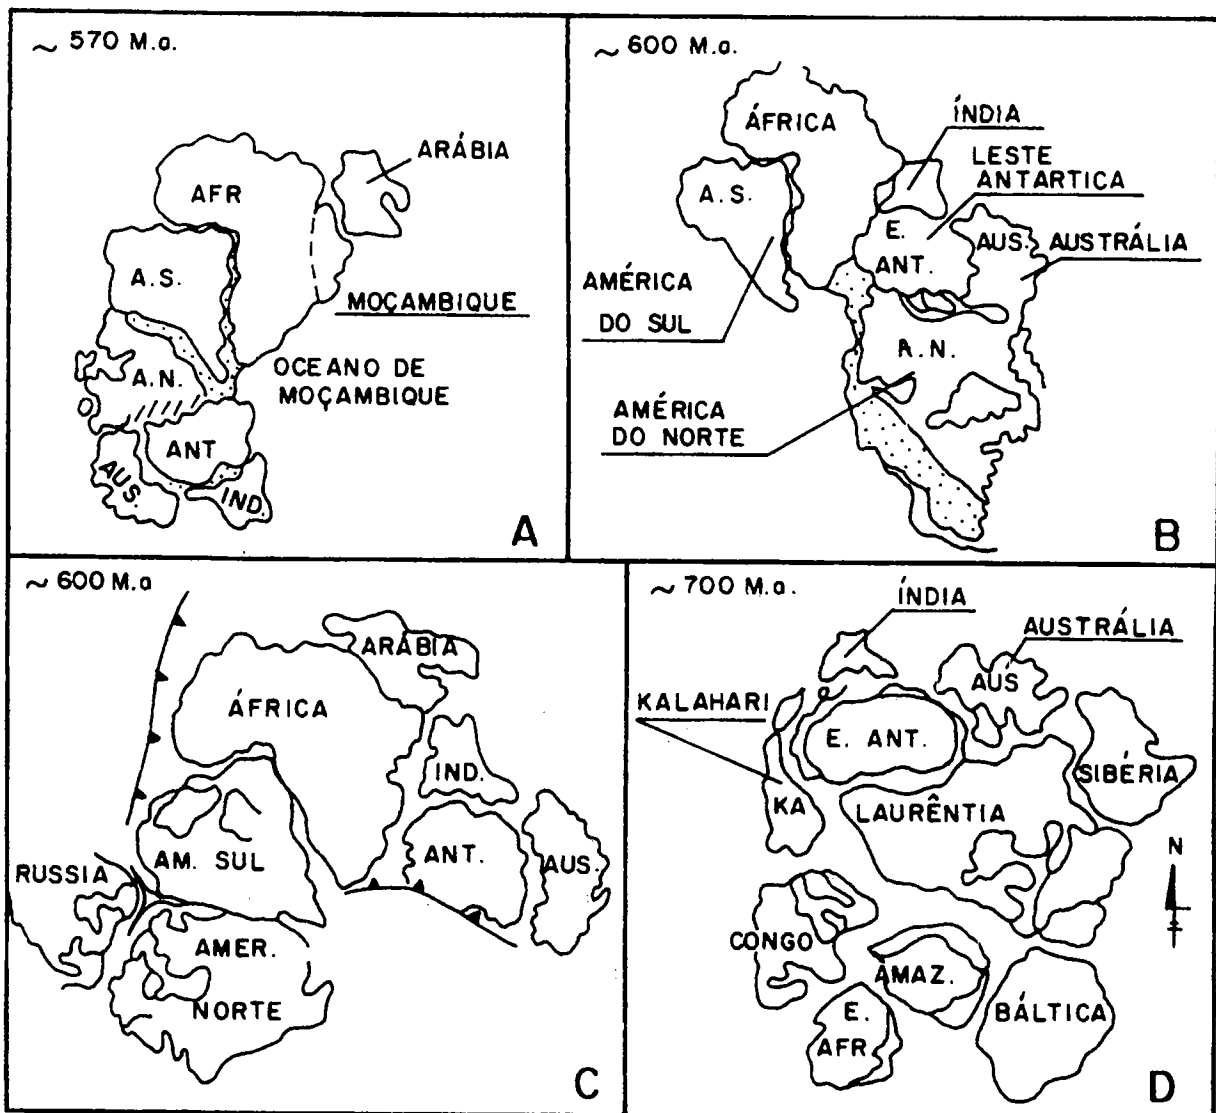 ~ 570 M.a.
ARÁBIA
AFR
A.S.
MOÇAMBIQUE
A.N.
OCEANO DE
MOÇAMBIQUE
ANT
AUS.
IND.
A
~ 600 M.a.
ÁFRICA
ÍNDIA
LESTE
ANTARTICA
A.S.
E.
ANT.
AUS.
AUSTRÁLIA
AMÉRICA
DO SUL
A.N.
AMÉRICA
DO NORTE
B
~ 600 M.a
ARÁBIA
ÁFRICA
IND.
AM. SUL
ANT.
AUS.
RUSSIA
AMER.
NORTE
C
~ 700 M.a.
ÍNDIA
AUSTRÁLIA
AUS
KALAHARI
E. ANT.
SIBÉRIA
KA
LAURÊNTIA
N
CONGO
AMAZ.
BÁLTICA
E.
AFR.
D